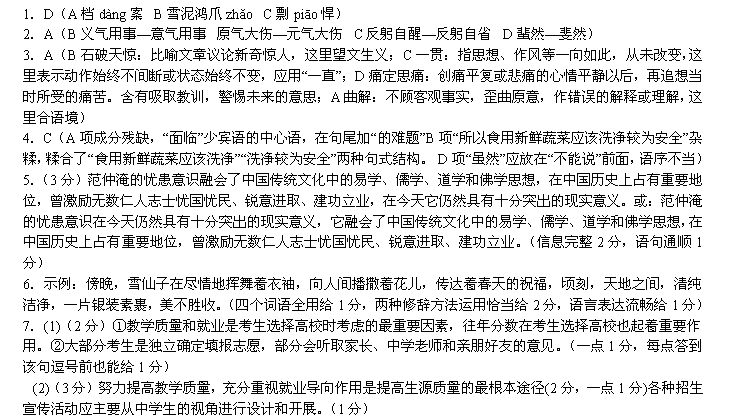 1．D（A 档 dàng 案  B 雪泥鸿爪 zhǎo  C 剽 piāo 悍）
2．A（B 义气用事—意气用事  原气大伤—元气大伤  C 反躬自醒—反躬自省  D 蜚然—斐然）
3．A（B 石破天惊：比喻文章议论新奇惊人，这里望文生义；C 一贯：指思想、作风等一向如此，从未改变，这
里表示动作始终不间断或状态始终不变，应用“一直”；D 痛定思痛：创痛平复或悲痛的心情平静以后，再追想当
时所受的痛苦。含有吸取教训，警惕未来的意思；A 曲解：不顾客观事实，歪曲原意，作错误的解释或理解，这
里合语境）
4．C（A 项成分残缺，“面临”少宾语的中心语，在句尾加“的难题”B 项“所以食用新鲜蔬菜应该洗净较为安全”杂
糅，糅合了“食用新鲜蔬菜应该洗净”“洗净较为安全”两种句式结构。 D 项“虽然”应放在“不能说”前面，语序不当）
5．（3 分）范仲淹的忧患意识融会了中国传统文化中的易学、儒学、道学和佛学思想，在中国历史上占有重要地
位，曾激励无数仁人志士忧国忧民、锐意进取、建功立业，在今天它仍然具有十分突出的现实意义。或：范仲淹
的忧患意识在今天仍然具有十分突出的现实意义，它融会了中国传统文化中的易学、儒学、道学和佛学思想，在
中国历史上占有重要地位，曾激励无数仁人志士忧国忧民、锐意进取、建功立业。（信息完整 2 分，语句通顺 1
分）
6．示例：傍晚，雪仙子在尽情地挥舞着衣袖，向人间播撒着花儿，传达着春天的祝福，顷刻，天地之间，清纯
洁净，一片银装素裹，美不胜收。（四个词语全用给 1 分，两种修辞方法运用恰当给 2 分，语言表达流畅给 1 分）
7．(1)（2 分）①教学质量和就业是考生选择高校时考虑的最重要因素，往年分数在考生选择高校也起着重要作
用。②大部分考生是独立确定填报志愿，部分会听取家长、中学老师和亲朋好友的意见。（一点 1 分，每点答到
该句逗号前也能给 1 分）
(2)（3 分）努力提高教学质量，充分重视就业导向作用是提高生源质量的最根本途径(2 分，一点 1 分)各种招生
宣传活动应主要从中学生的视角进行设计和开展。（1 分）